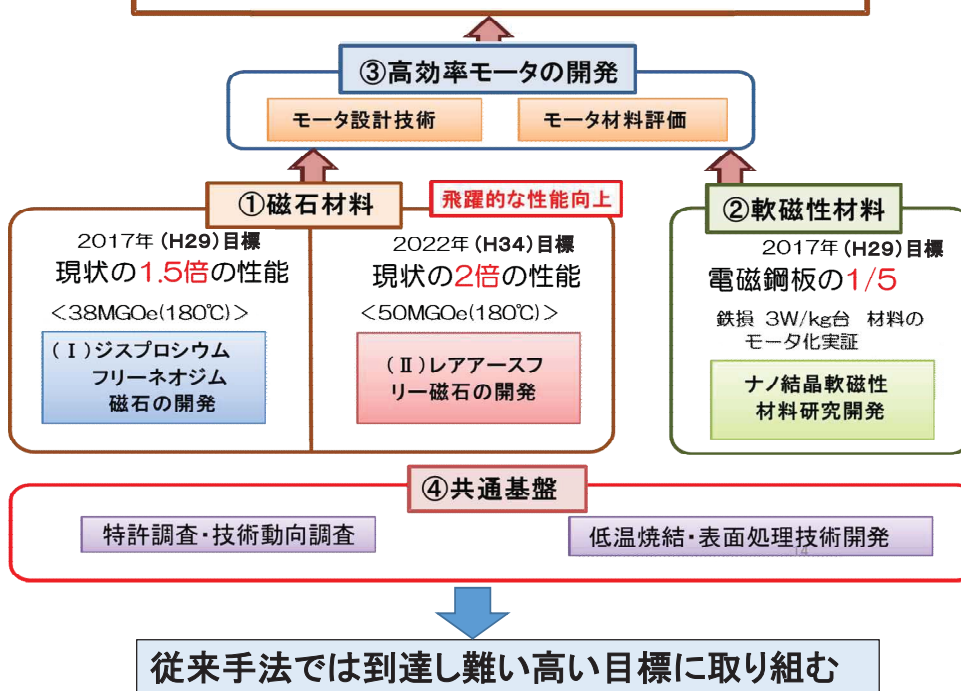 ③高効率モータの開発
モータ設計技術
モータ材料評価
①磁石材料
飛躍的な性能向上
2017年(H29)目標
現状の1.5倍の性能
<38MGOe(180℃)>
(Ⅰ)ジスプロシウム
フリーネオジム
磁石の開発
2022年(H34)目標
現状の2倍の性能
<50MGOe(180℃)>
(Ⅱ)レアアースフ
リー磁石の開発
②軟磁性材料
2017年(H29)目標
電磁鋼板の1/5
鉄損 3W/kg台 材料の
モータ化実証
ナノ結晶軟磁性
材料研究開発
④共通基盤
特許調査・技術動向調査
低温焼結・表面処理技術開発
14
従来手法では到達し難い高い目標に取り組む